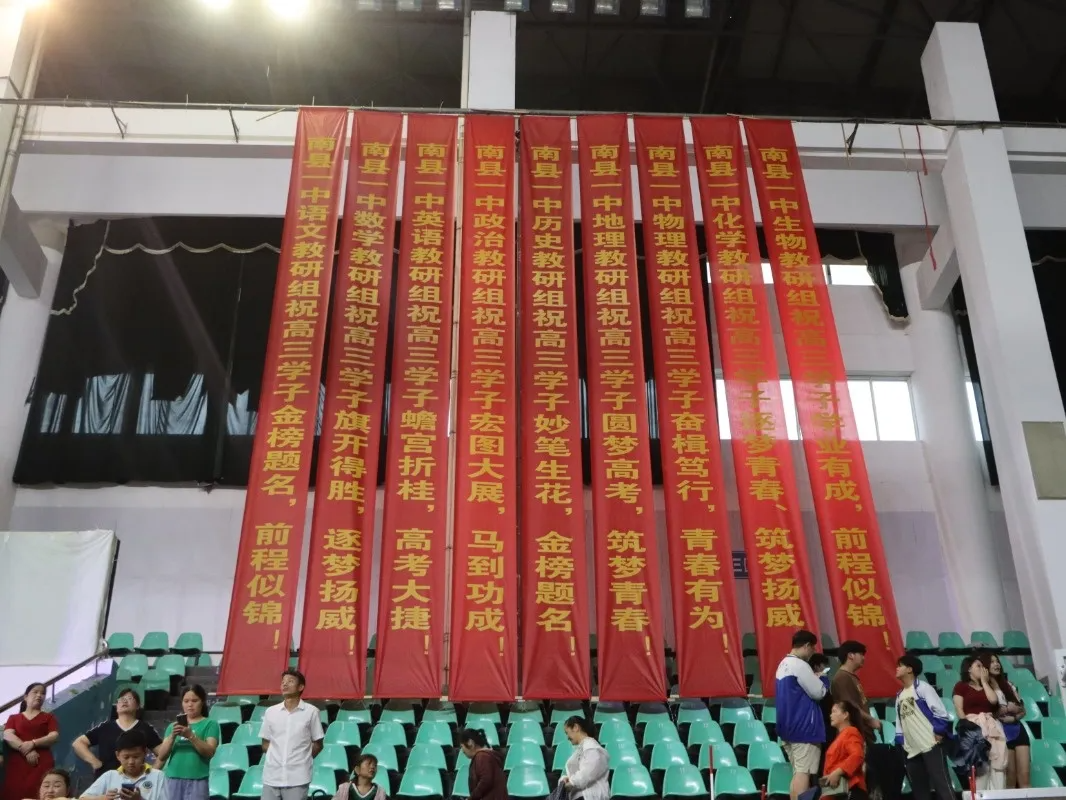 南县一中语文教研组祝高三学子金榜题名，前程似锦！
南县一中数学教研组祝高三学子旗开得胜，逐梦扬威！
南县一中英语教研组祝高三学子蟾宫折桂，高考大捷！
南县一中政治教研组祝高三学子宏图大展，马到功成！
南县一中历史教研组祝高三学子妙笔生花，金榜题名！
南县一中地理教研组祝高三学子圆梦高考，筑梦青春！
南县一中物理教研组祝高三学子奋楫笃行，青春有为！
南县一中化学教研组祝高三学子逐梦青春、筑梦扬威
南县一中生物教研组祝高三学子学业有成，前程似锦！